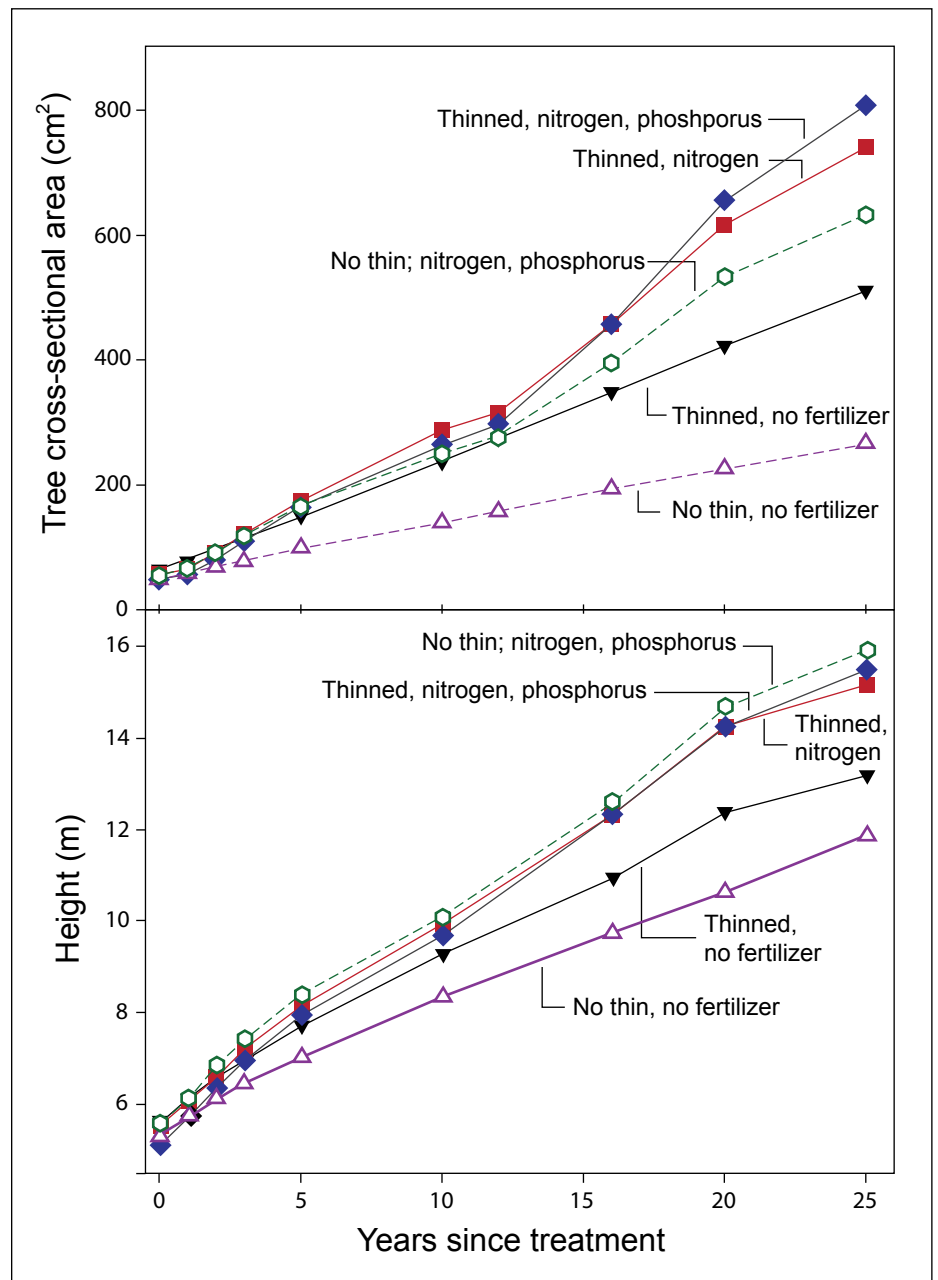 Tree cross-sectional area (cm²)
800
600
400
200
0
Thinned, nitrogen, phoshporus
Thinned, nitrogen
No thin; nitrogen, phosphorus
Thinned, no fertilizer
No thin, no fertilizer
Height (m)
16
14
12
10
8
6
No thin; nitrogen, phosphorus
Thinned, nitrogen, phosphorus
Thinned,
nitrogen
Thinned,
no fertilizer
No thin, no fertilizer
0 5 10 15 20 25
Years since treatment